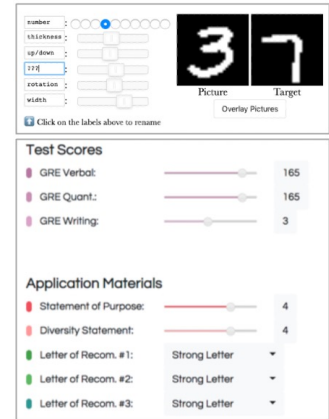 number :
thickness :
up/down :
??? :
rotation :
width :
Picture
Target
Overlay Pictures
⬆ Click on the labels above to rename
Test Scores
GRE Verbal: 165
GRE Quant.: 165
GRE Writing: 3
Application Materials
Statement of Purpose: 4
Diversity Statement: 4
Letter of Recom. #1: Strong Letter
Letter of Recom. #2: Strong Letter
Letter of Recom. #3: Strong Letter